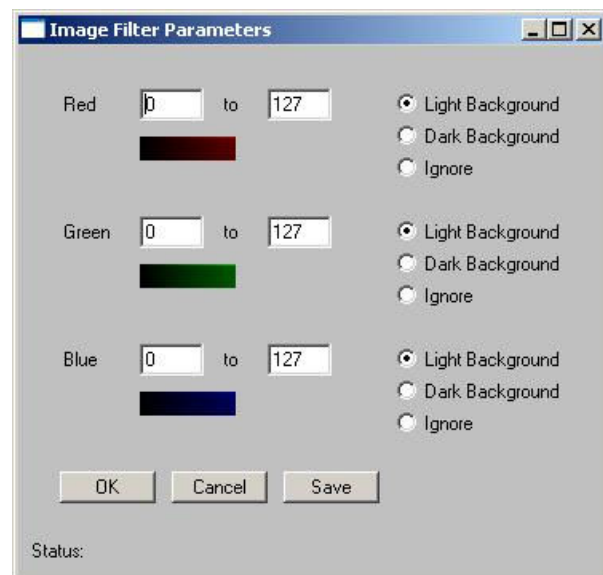 Image Filter Parameters
Red 0 to 127 Light Background
Dark Background
Ignore
Green 0 to 127 Light Background
Dark Background
Ignore
Blue 0 to 127 Light Background
Dark Background
Ignore
OK Cancel Save
Status: